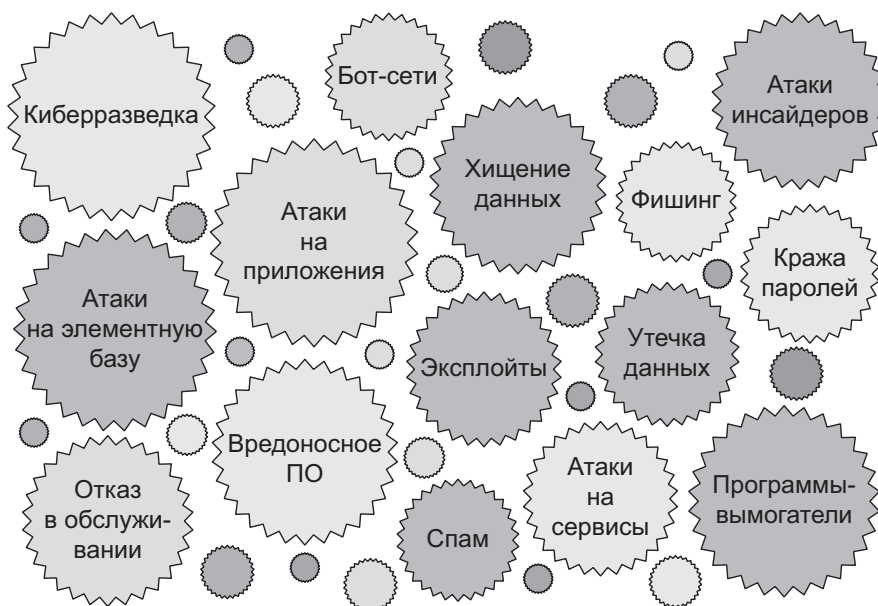 Киберразведка
Бот-сети
Атаки
инсайдеров
Хищение
данных
Фишинг
Атаки
на
приложения
Кража
паролей
Атаки
на элементную
базу
Эксплойты
Утечка
данных
Вредоносное
ПО
Отказ
в обслужи-
вании
Спам
Атаки
на
сервисы
Программы-
вымогатели